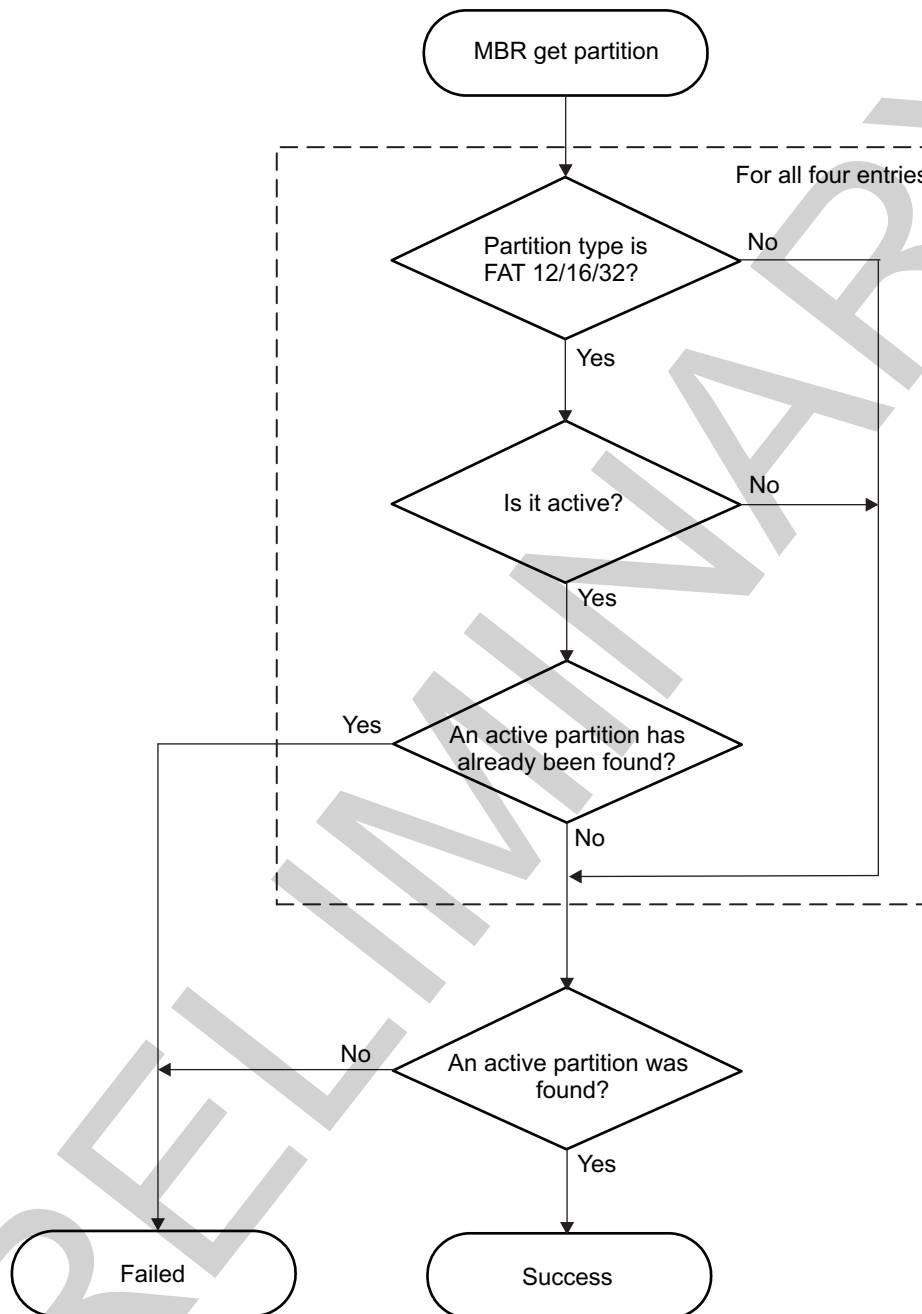 MBR get partition
For all four entries
Partition type is
FAT 12/16/32?
No
Yes
Is it active?
No
Yes
An active partition has
already been found?
Yes
No
An active partition was
found?
No
Yes
Failed
Success
RELIMINARY